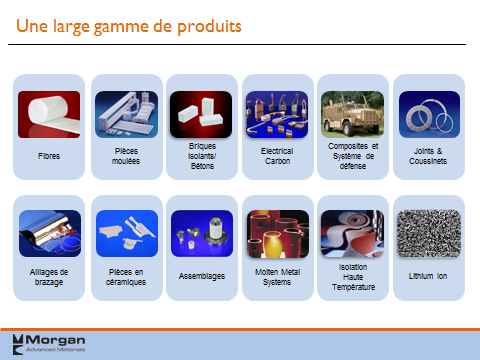 Une large gamme de produits
Fibres
Pièces
moulées
Briques
Isolants/
Bétons
Electrical
Carbon
Composites et
Système de
défense
Joints &
Coussinets
Alliages de
brazage
Pièces en
céramiques
Assemblages
Molten Metal
Systems
Isolation
Haute
Température
Lithium Ion
Morgan
Advanced Materials